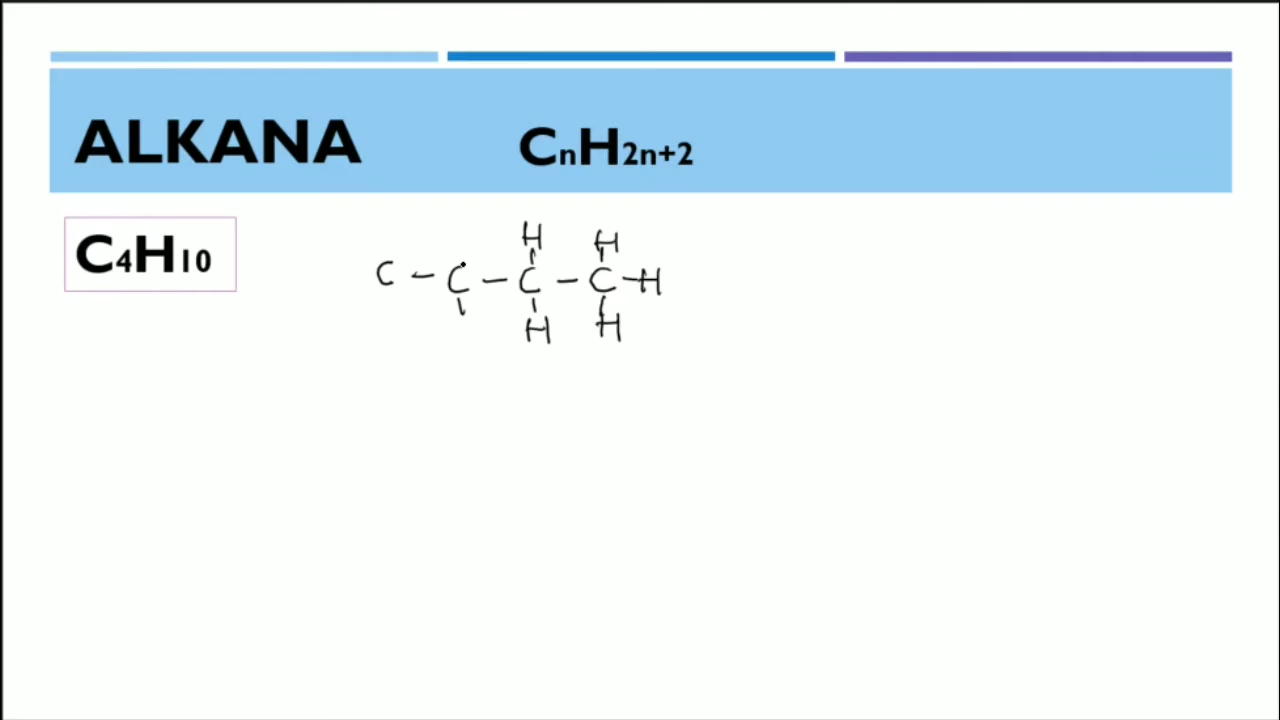 ALKANA CnH2n+2
C4H10
H H
C - C - C - C - H
H H